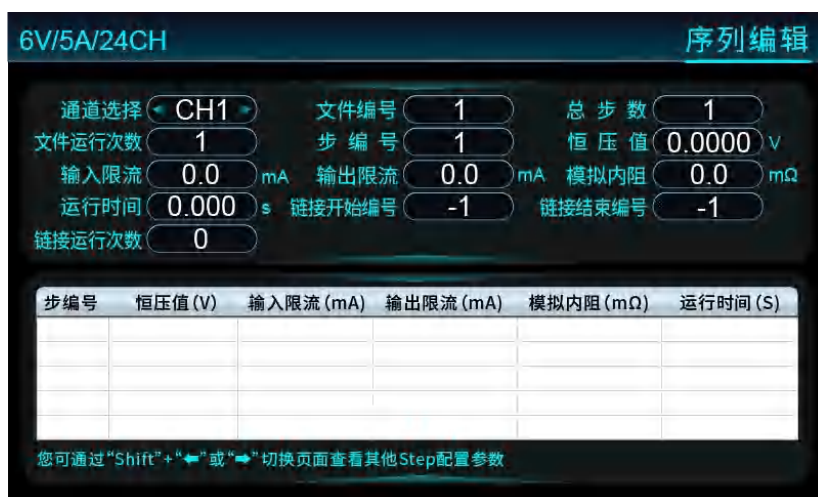 6V/5A/24CH 序列编辑
通道选择 CH1 文件编号 1 总步数 1
文件运行次数 1 步编号 1 恒压值 0.0000 V
输入限流 0.0 mA 输出限流 0.0 mA 模拟内阻 0.0 mΩ
运行时间 0.000 s 链接开始编号 -1 链接结束编号 -1
链接运行次数 0
步编号 恒压值(V) 输入限流(mA) 输出限流(mA) 模拟内阻(mΩ) 运行时间(S)
您可通过“Shift”+“⬅”或“➡”切换页面查看其他Step配置参数